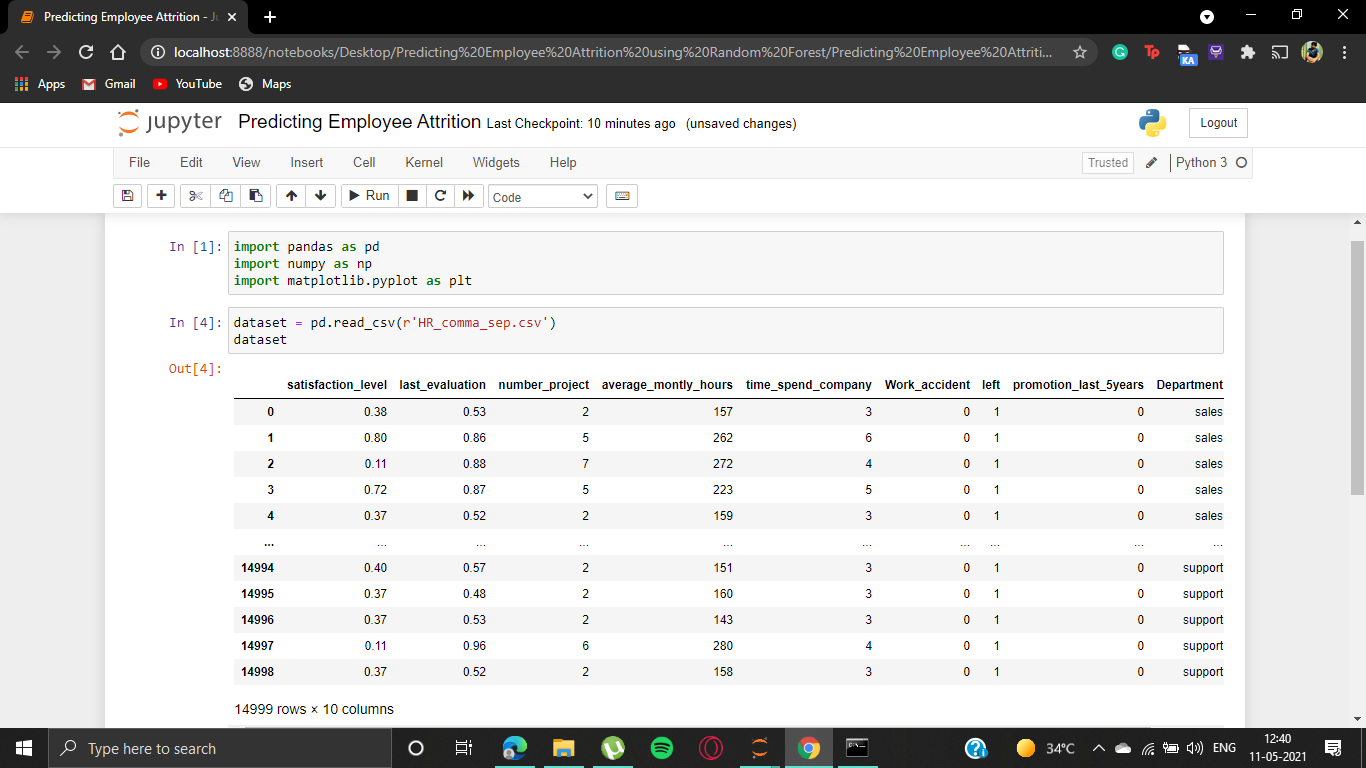 Predicting Employee Attrition - Ju
localhost:8888/notebooks/Desktop/Predicting%20Employee%20Attrition%20using%20Random%20Forest/Predicting%20Employee%20Attriti...
Tp
KA
Apps Gmail YouTube Maps
jupyter Predicting Employee Attrition Last Checkpoint: 10 minutes ago (unsaved changes)
Logout
File Edit View Insert Cell Kernel Widgets Help
Trusted Python 3
Run Code
In [1]: import pandas as pd
import numpy as np
import matplotlib.pyplot as plt
In [4]: dataset = pd.read_csv(r'HR_comma_sep.csv')
dataset
Out[4]:
satisfaction_level last_evaluation number_project average_montly_hours time_spend_company Work_accident left promotion_last_5years Department
0 0.38 0.53 2 157 3 0 1 0 sales
1 0.80 0.86 5 262 6 0 1 0 sales
2 0.11 0.88 7 272 4 0 1 0 sales
3 0.72 0.87 5 223 5 0 1 0 sales
4 0.37 0.52 2 159 3 0 1 0 sales
... ... ... ... ... ... ... ... ... ...
14994 0.40 0.57 2 151 3 0 1 0 support
14995 0.37 0.48 2 160 3 0 1 0 support
14996 0.37 0.53 2 143 3 0 1 0 support
14997 0.11 0.96 6 280 4 0 1 0 support
14998 0.37 0.52 2 158 3 0 1 0 support
14999 rows × 10 columns
Type here to search
34°C
ENG
12:40
11-05-2021